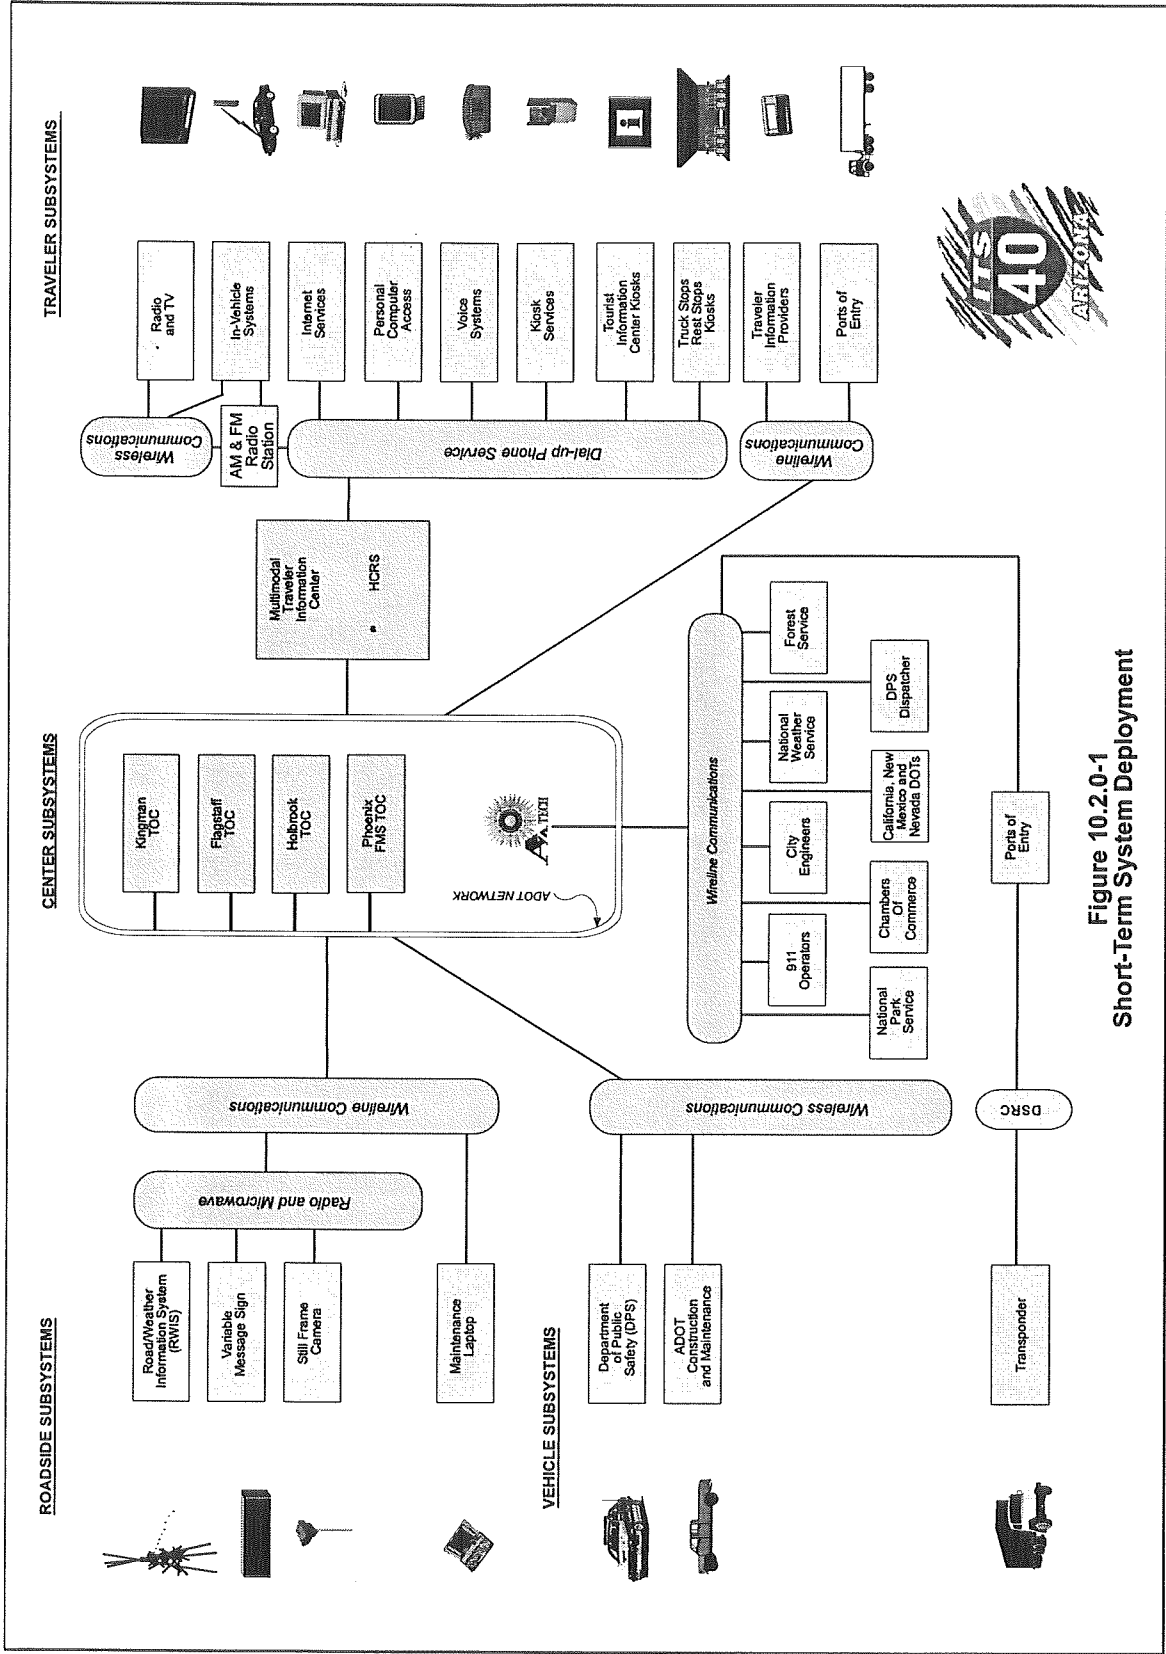 ROADSIDE SUBSYSTEMS
CENTER SUBSYSTEMS
TRAVELER SUBSYSTEMS
Road/Weather
Information System
(RWIS)
Variable
Message Sign
Still Frame
Camera
Maintenance
Laptop
Radio and Microwave
Wireline Communications
VEHICLE SUBSYSTEMS
Department
of Public
Safety (DPS)
ADOT
Construction
and Maintenance
Transponder
Wireless Communications
DSRC
Kingman
TOC
Flagstaff
TOC
Holbrook
TOC
Phoenix
FMS TOC
ADOT NETWORK
AZ TECH
Wireline Communications
911
Operators
City
Engineers
National
Weather
Service
Forest
Service
National
Park
Service
Chambers
Of
Commerce
California, New
Mexico and
Nevada DOTs
DPS
Dispatcher
Ports of
Entry
Multimodal
Traveler
Information
Center
• HCRS
Wireless
Communications
AM & FM
Radio
Station
Dial-up Phone Service
Wireline
Communications
Radio
and TV
In-Vehicle
Systems
Internet
Services
Personal
Computer
Access
Voice
Systems
Kiosk
Services
Tourist
Information
Center Kiosks
Truck Stops
Rest Stops
Kiosks
Traveler
Information
Providers
Ports of
Entry
i
ITS
40
ARIZONA
Figure 10.2.0-1
Short-Term System Deployment